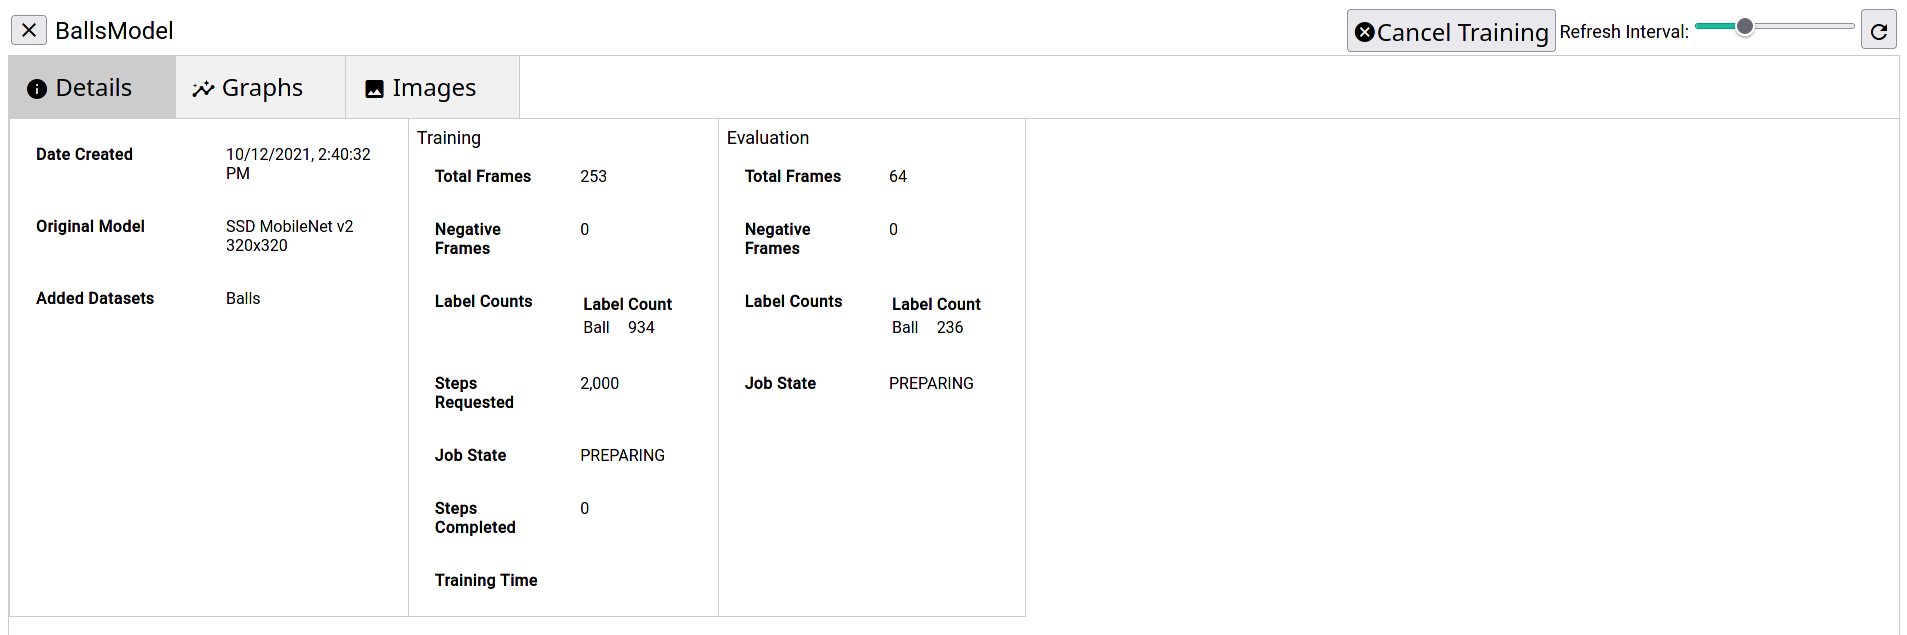 BallsModel
Cancel Training Refresh Interval:
Details Graphs Images
Date Created 10/12/2021, 2:40:32
PM
Original Model SSD MobileNet v2
320x320
Added Datasets Balls
Training
Total Frames 253
Negative 0
Frames
Label Counts Label Count
Ball 934
Steps 2,000
Requested
Job State PREPARING
Steps 0
Completed
Training Time
Evaluation
Total Frames 64
Negative 0
Frames
Label Counts Label Count
Ball 236
Job State PREPARING